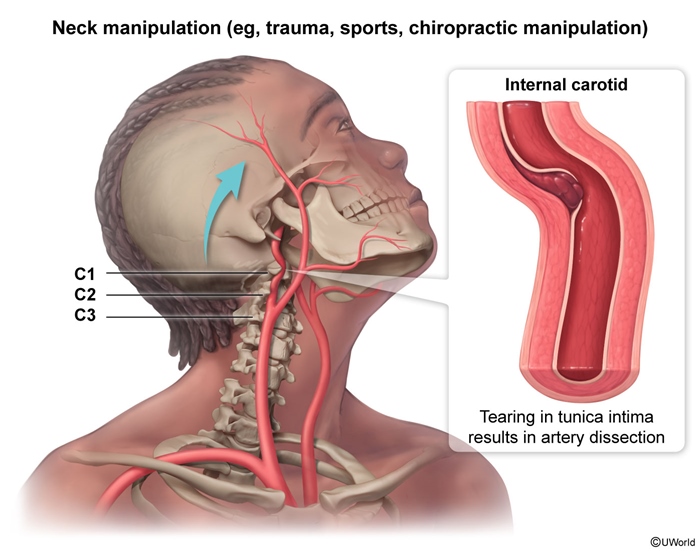 Neck manipulation (eg, trauma, sports, chiropractic manipulation)
Internal carotid
C1
C2
C3
Tearing in tunica intima
results in artery dissection
©UWorld